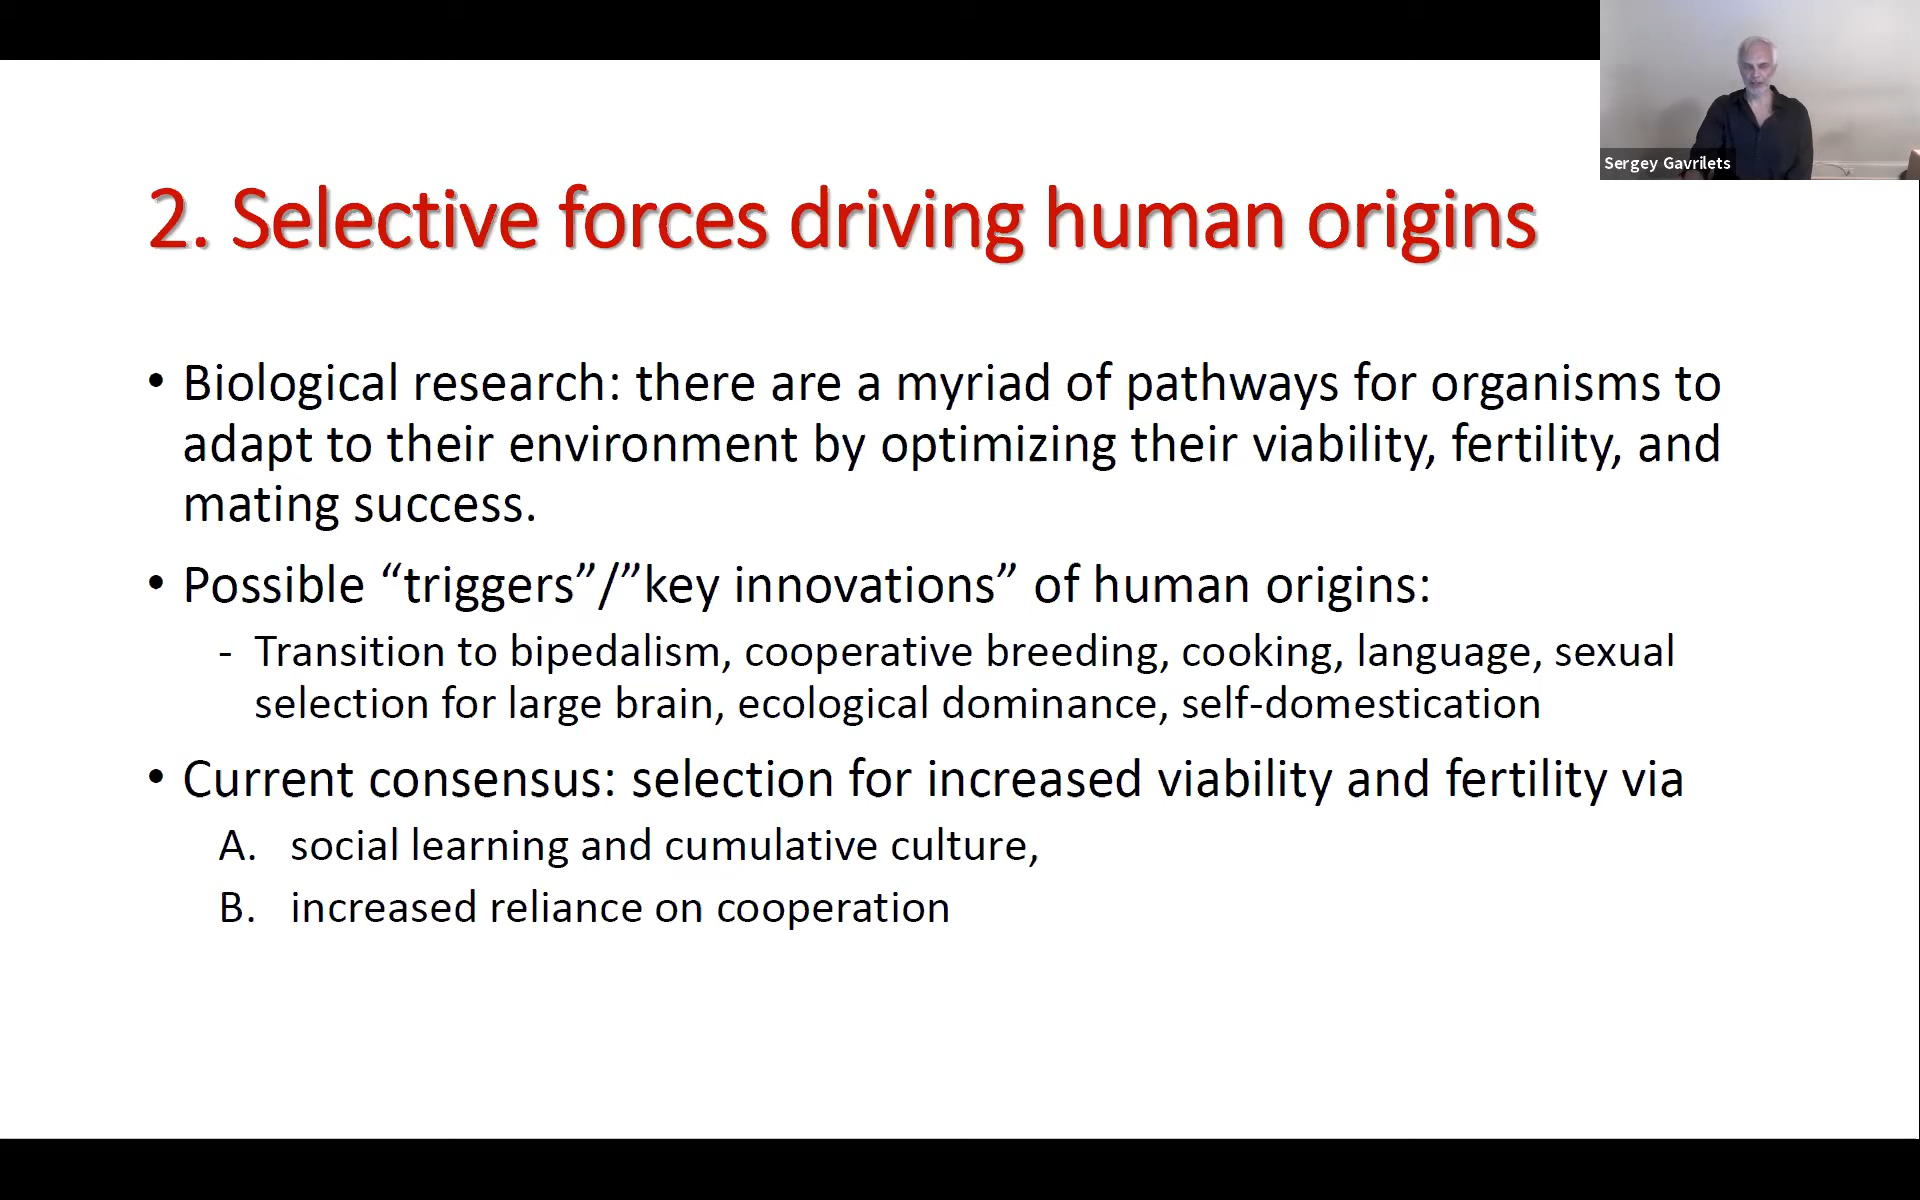 Sergey Gavrilets
2. Selective forces driving human origins
• Biological research: there are a myriad of pathways for organisms to
adapt to their environment by optimizing their viability, fertility, and
mating success.
• Possible “triggers”/”key innovations” of human origins:
- Transition to bipedalism, cooperative breeding, cooking, language, sexual
selection for large brain, ecological dominance, self-domestication
• Current consensus: selection for increased viability and fertility via
A. social learning and cumulative culture,
B. increased reliance on cooperation